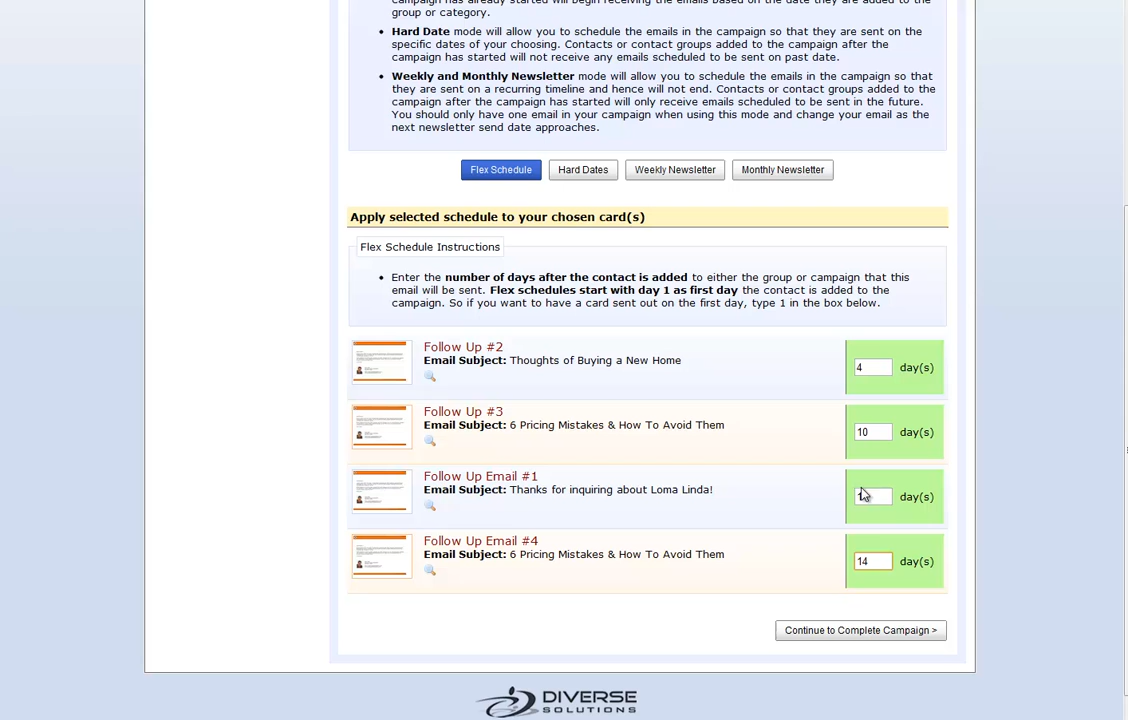 campaign has already started will begin receiving the emails based on the date they are added to the
group or category.
• Hard Date mode will allow you to schedule the emails in the campaign so that they are sent on the
specific dates of your choosing. Contacts or contact groups added to the campaign after the
campaign has started will not receive any emails scheduled to be sent on past date.
• Weekly and Monthly Newsletter mode will allow you to schedule the emails in the campaign so that
they are sent on a recurring timeline and hence will not end. Contacts or contact groups added to the
campaign after the campaign has started will only receive emails scheduled to be sent in the future.
You should only have one email in your campaign when using this mode and change your email as the
next newsletter send date approaches.
Flex Schedule Hard Dates Weekly Newsletter Monthly Newsletter
Apply selected schedule to your chosen card(s)
Flex Schedule Instructions
• Enter the number of days after the contact is added to either the group or campaign that this
email will be sent. Flex schedules start with day 1 as first day the contact is added to the
campaign. So if you want to have a card sent out on the first day, type 1 in the box below.
Follow Up #2
Email Subject: Thoughts of Buying a New Home
4 day(s)
Follow Up #3
Email Subject: 6 Pricing Mistakes & How To Avoid Them
10 day(s)
Follow Up Email #1
Email Subject: Thanks for inquiring about Loma Linda!
day(s)
Follow Up Email #4
Email Subject: 6 Pricing Mistakes & How To Avoid Them
14 day(s)
Continue to Complete Campaign >
DIVERSE
SOLUTIONS